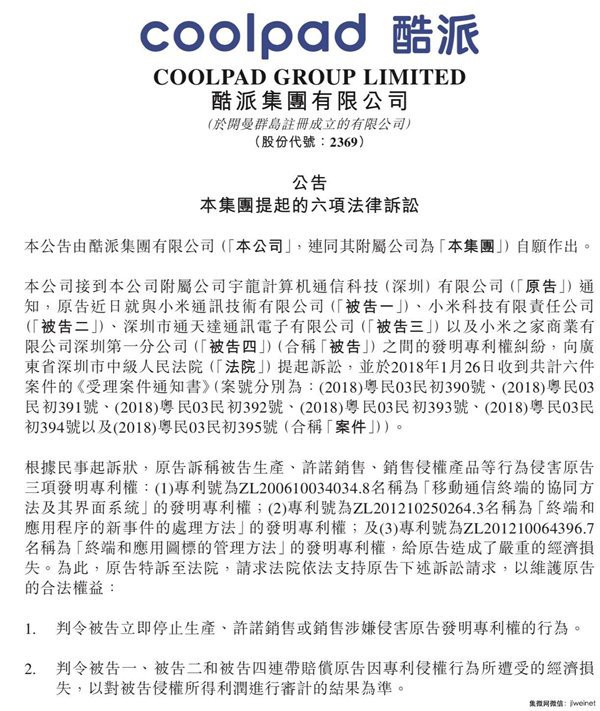 coolpad 酷派
COOLPAD GROUP LIMITED
酷派集團有限公司
(於開曼群島註冊成立的有限公司)
(股份代號：2369)
公告
本集團提起的六項法律訴訟
本公告由酷派集團有限公司(「本公司」，連同其附屬公司為「本集團」)自願作出。
本公司接到本公司附屬公司宇龍計算机通信科技(深圳)有限公司(「原告」)通
知，原告近日就與小米通訊技術有限公司(「被告一」)、小米科技有限責任公司
(「被告二」)、深圳市通天達通訊電子有限公司(「被告三」)以及小米之家商業有
限公司深圳第一分公司(「被告四」)(合稱「被告」)之間的發明專利權糾紛，向廣
東省深圳市中級人民法院(「法院」)提起訴訟，並於2018年1月26日收到共計六件
案件的《受理案件通知書》(案號分別為：(2018)粵民03民初390號、(2018)粵民03
民初391號、(2018)粵民03民初392號、(2018)粵民03民初393號、(2018)粵民03民初
394號以及(2018)粵民03民初395號(合稱「案件」))。
根據民事起訴狀，原告訴稱被告生產、許諾銷售、銷售侵權產品等行為侵害原告
三項發明專利權：(1)專利號為ZL200610034034.8名稱為「移動通信終端的協同方
法及其界面系統」的發明專利權；(2)專利號為ZL201210250264.3名稱為「終端和
應用程序的新事件的處理方法」的發明專利權；及(3)專利號為ZL201210064396.7
名稱為「終端和應用圖標的管理方法」的發明專利權，給原告造成了嚴重的經濟損
失。為此，原告特訴至法院，請求法院依法支持原告下述訴訟請求，以維護原告
的合法權益：
1. 判令被告立即停止生產、許諾銷售或銷售涉嫌侵害原告發明專利權的行為。
2. 判令被告一、被告二和被告四連帶賠償原告因專利侵權行為所遭受的經濟損
失，以對被告侵權所得利潤進行審計的結果為準。
集微网微信：jiweinet